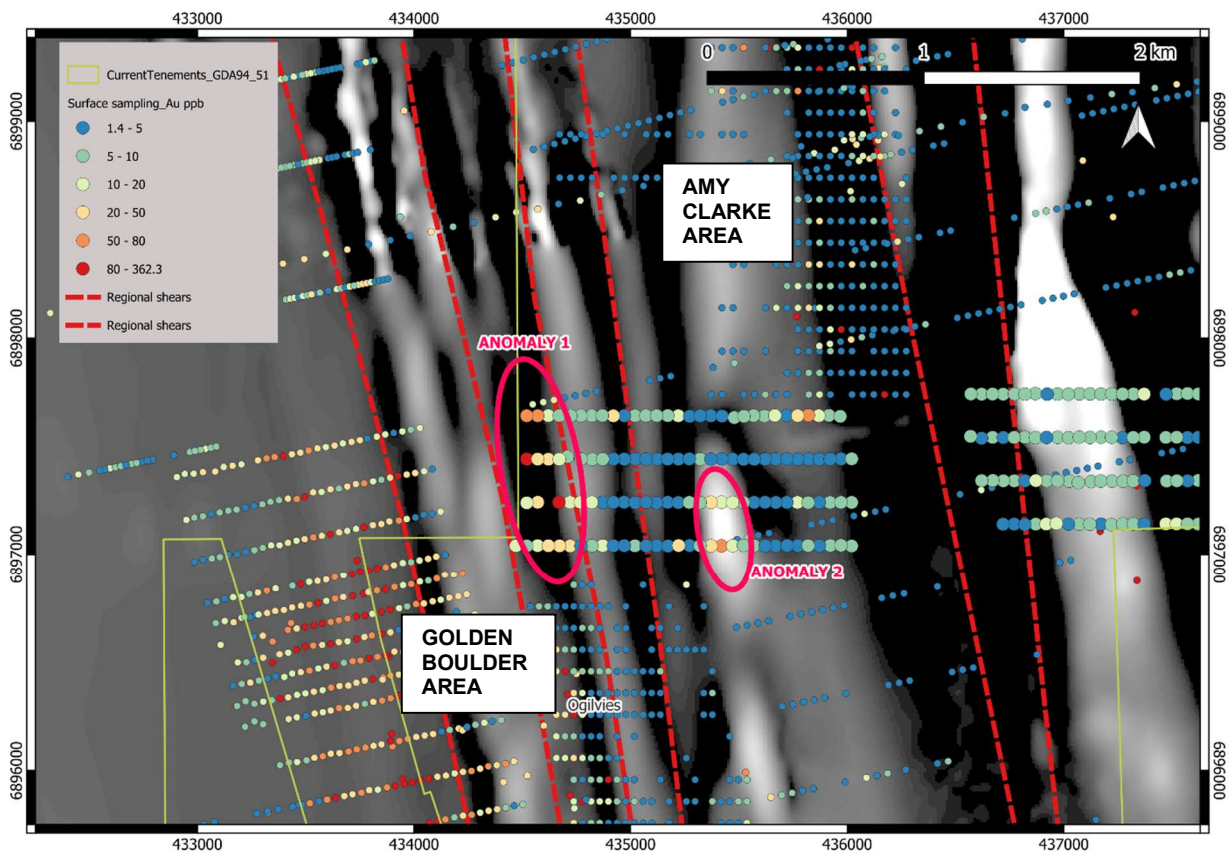 433000 434000 435000 436000 437000
CurrentTenements_GDA94_51
Surface sampling_Au ppb
1.4 - 5
5 - 10
10 - 20
20 - 50
50 - 80
80 - 362.3
Regional shears
Regional shears
0 1 2 km
6899000 6899000
AMY
CLARKE
AREA
6898000 6898000
ANOMALY 1
6897000 6897000
ANOMALY 2
GOLDEN
BOULDER
AREA
Ogilvies
6896000 6896000
433000 434000 435000 436000 437000